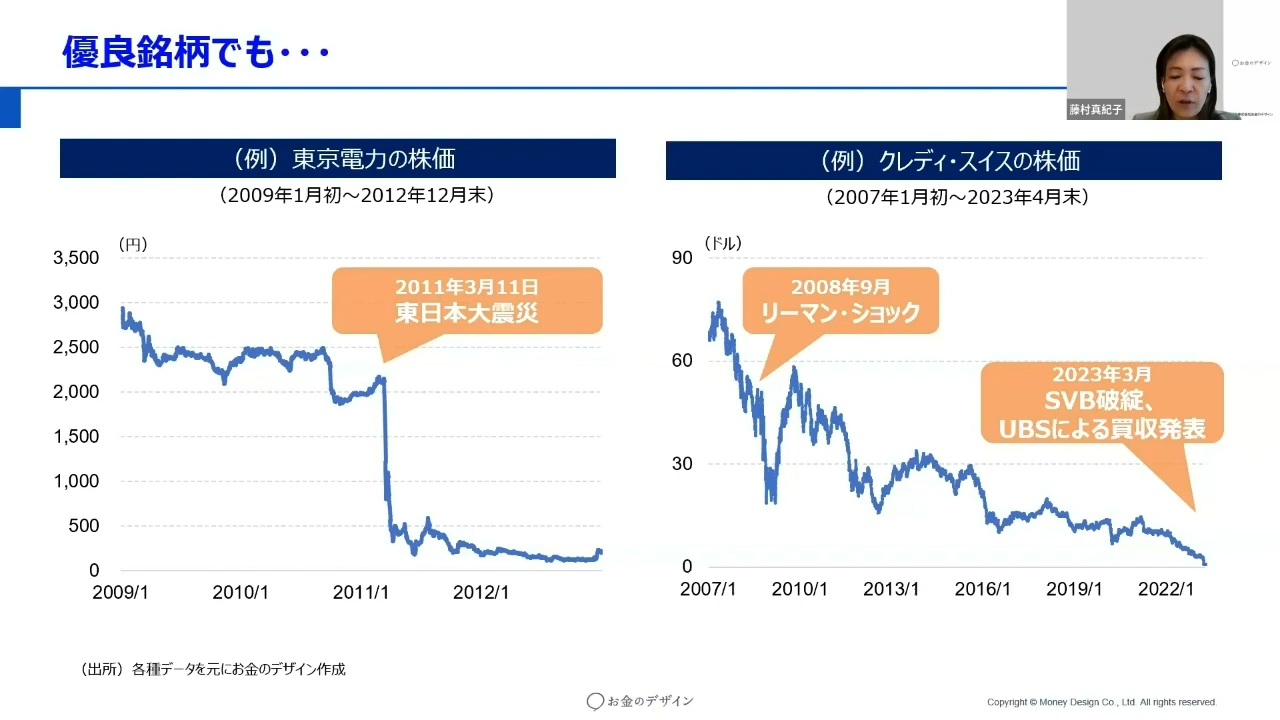 優良銘柄でも・・・
藤村真紀子
お金のデザイン
（例）東京電力の株価
（2009年1月初～2012年12月末）
（円）
3,500
3,000
2,500
2,000
1,500
1,000
500
0
2009/1 2010/1 2011/1 2012/1
2011年3月11日
東日本大震災
（例）クレディ・スイスの株価
（2007年1月初～2023年4月末）
（ドル）
90
60
30
0
2007/1 2010/1 2013/1 2016/1 2019/1 2022/1
2008年9月
リーマン・ショック
2023年3月
SVB破綻、
UBSによる買収発表
（出所）各種データを元にお金のデザイン作成
お金のデザイン
Copyright © Money Design Co., Ltd. All rights reserved.